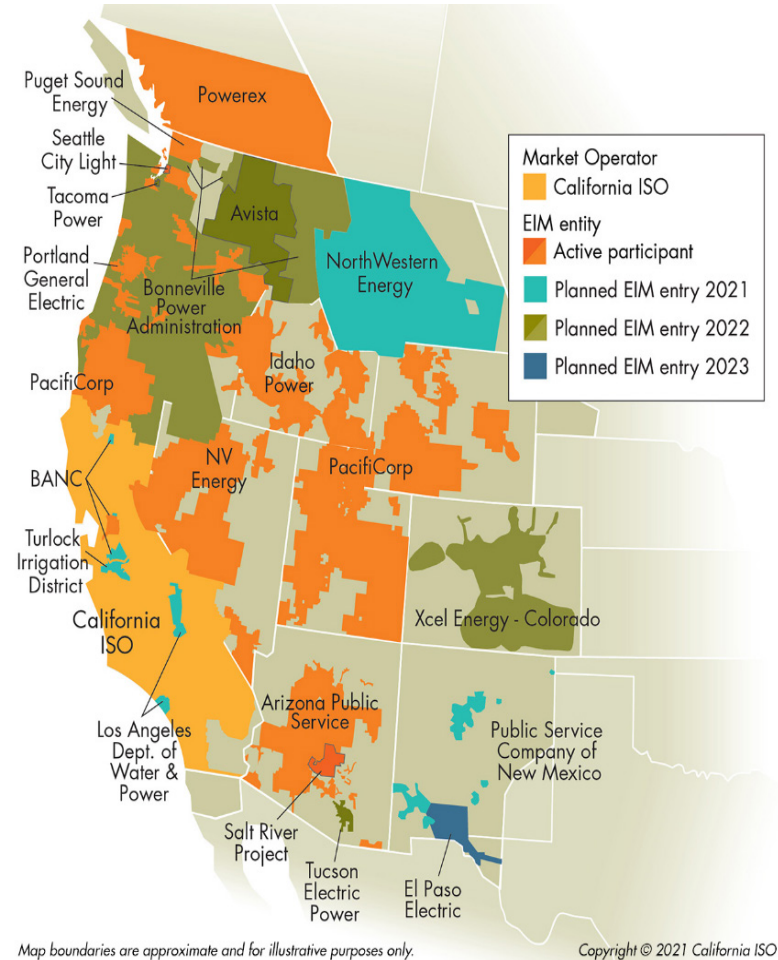 Powerex
Puget Sound
Energy
Seattle
City Light
Tacoma
Power
Avista
Portland
General
Electric
Bonneville
Power
Administration
NorthWestern
Energy
Idaho
Power
PacifiCorp
NV
Energy
PacifiCorp
BANC
Turlock
Irrigation
District
California
ISO
Xcel Energy - Colorado
Los Angeles
Dept. of
Water &
Power
Arizona Public
Service
Public Service
Company of
New Mexico
Salt River
Project
Tucson
Electric
Power
El Paso
Electric
Market Operator
California ISO
EIM entity
Active participant
Planned EIM entry 2021
Planned EIM entry 2022
Planned EIM entry 2023
Map boundaries are approximate and for illustrative purposes only.
Copyright © 2021 California ISO